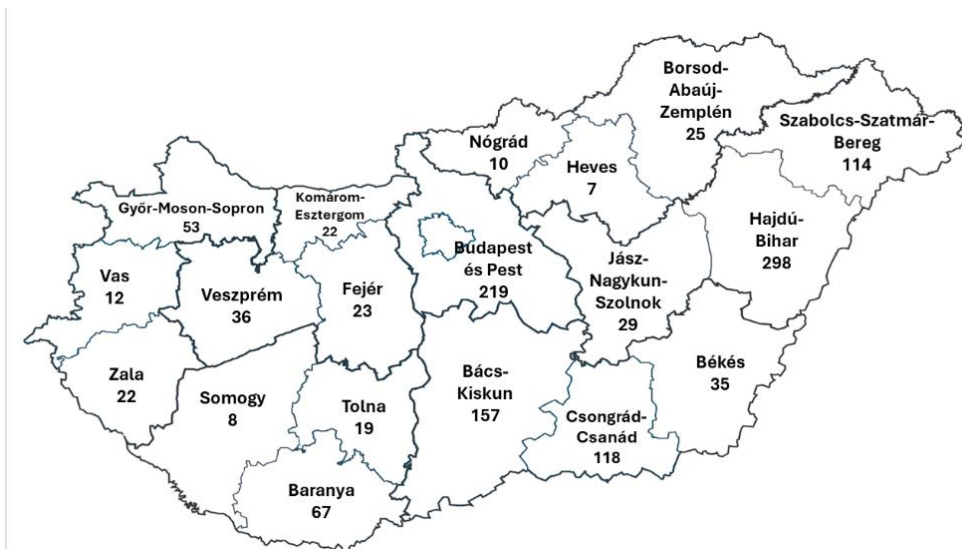 Borsod-
Abaúj-
Zemplén
25
Szabolcs-Szatmár-
Bereg
114
Nógrád
10
Heves
7
Győr-Moson-Sopron
53
Komárom-
Esztergom
22
Hajdú-
Bihar
298
Budapest
és Pest
219
Jász-
Nagykun-
Szolnok
29
Vas
12
Veszprém
36
Fejér
23
Békés
35
Zala
22
Somogy
8
Tolna
19
Bács-
Kiskun
157
Csongrád-
Csanád
118
Baranya
67